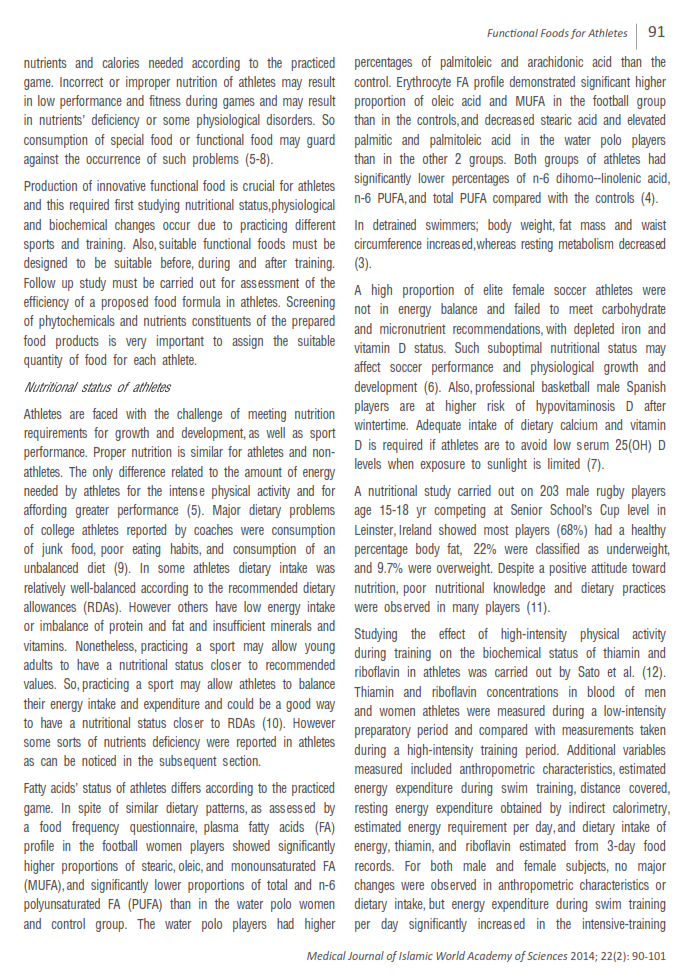 Functional Foods for Athletes 91
nutrients and calories needed according to the practiced
game. Incorrect or improper nutrition of athletes may result
in low performance and fitness during games and may result
in nutrients' deficiency or some physiological disorders. So
consumption of special food or functional food may guard
against the occurrence of such problems (5-8).
Production of innovative functional food is crucial for athletes
and this required first studying nutritional status,physiological
and biochemical changes occur due to practicing different
sports and training. Also, suitable functional foods must be
designed to be suitable before, during and after training.
Follow up study must be carried out for assessment of the
efficiency of a proposed food formula in athletes. Screening
of phytochemicals and nutrients constituents of the prepared
food products is very important to assign the suitable
quantity of food for each athlete.
Nutritional status of athletes
Athletes are faced with the challenge of meeting nutrition
requirements for growth and development, as well as sport
performance. Proper nutrition is similar for athletes and non-
athletes. The only difference related to the amount of energy
needed by athletes for the intense physical activity and for
affording greater performance (5). Major dietary problems
of college athletes reported by coaches were consumption
of junk food, poor eating habits, and consumption of an
unbalanced diet (9). In some athletes dietary intake was
relatively well-balanced according to the recommended dietary
allowances (RDAs). However others have low energy intake
or imbalance of protein and fat and insufficient minerals and
vitamins. Nonetheless, practicing a sport may allow young
adults to have a nutritional status closer to recommended
values. So, practicing a sport may allow athletes to balance
their energy intake and expenditure and could be a good way
to have a nutritional status closer to RDAs (10). However
some sorts of nutrients deficiency were reported in athletes
as can be noticed in the subsequent section.
Fatty acids' status of athletes differs according to the practiced
game. In spite of similar dietary patterns, as assessed by
a food frequency questionnaire, plasma fatty acids (FA)
profile in the football women players showed significantly
higher proportions of stearic, oleic, and monounsaturated FA
(MUFA), and significantly lower proportions of total and n-6
polyunsaturated FA (PUFA) than in the water polo women
and control group. The water polo players had higher
percentages of palmitoleic and arachidonic acid than the
control. Erythrocyte FA profile demonstrated significant higher
proportion of oleic acid and MUFA in the football group
than in the controls, and decreased stearic acid and elevated
palmitic and palmitoleic acid in the water polo players
than in the other 2 groups. Both groups of athletes had
significantly lower percentages of n-6 dihomo--linolenic acid,
n-6 PUFA, and total PUFA compared with the controls (4).
In detrained swimmers; body weight, fat mass and waist
circumference increased,whereas resting metabolism decreased
(3).
A high proportion of elite female soccer athletes were
not in energy balance and failed to meet carbohydrate
and micronutrient recommendations, with depleted iron and
vitamin D status. Such suboptimal nutritional status may
affect soccer performance and physiological growth and
development (6). Also, professional basketball male Spanish
players are at higher risk of hypovitaminosis D after
wintertime. Adequate intake of dietary calcium and vitamin
D is required if athletes are to avoid low serum 25(OH) D
levels when exposure to sunlight is limited (7).
A nutritional study carried out on 203 male rugby players
age 15-18 yr competing at Senior School's Cup level in
Leinster, Ireland showed most players (68%) had a healthy
percentage body fat, 22% were classified as underweight,
and 9.7% were overweight. Despite a positive attitude toward
nutrition, poor nutritional knowledge and dietary practices
were observed in many players (11).
Studying the effect of high-intensity physical activity
during training on the biochemical status of thiamin and
riboflavin in athletes was carried out by Sato et al. (12).
Thiamin and riboflavin concentrations in blood of men
and women athletes were measured during a low-intensity
preparatory period and compared with measurements taken
during a high-intensity training period. Additional variables
measured included anthropometric characteristics, estimated
energy expenditure during swim training, distance covered,
resting energy expenditure obtained by indirect calorimetry,
estimated energy requirement per day, and dietary intake of
energy, thiamin, and riboflavin estimated from 3-day food
records. For both male and female subjects, no major
changes were observed in anthropometric characteristics or
dietary intake, but energy expenditure during swim training
per day significantly increased in the intensive-training
Medical Journal of Islamic World Academy of Sciences 2014; 22(2): 90-101